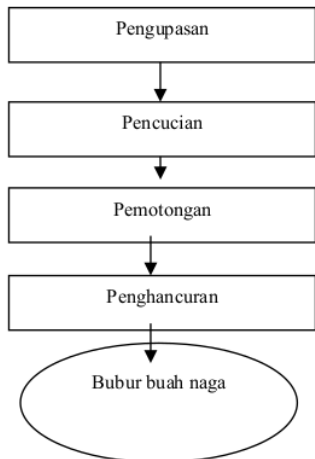 Pengupasan
Pencucian
Pemotongan
Penghancuran
Bubur buah naga